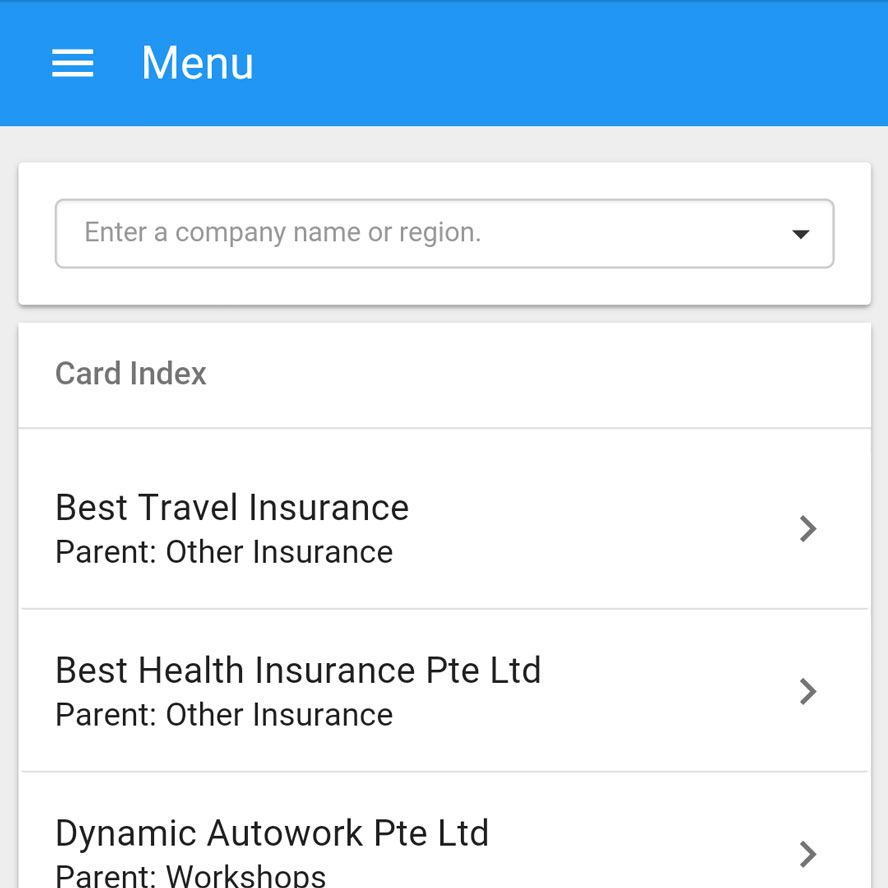 Menu
Enter a company name or region.
Card Index
Best Travel Insurance
Parent: Other Insurance
Best Health Insurance Pte Ltd
Parent: Other Insurance
Dynamic Autowork Pte Ltd
Parent: Workshops